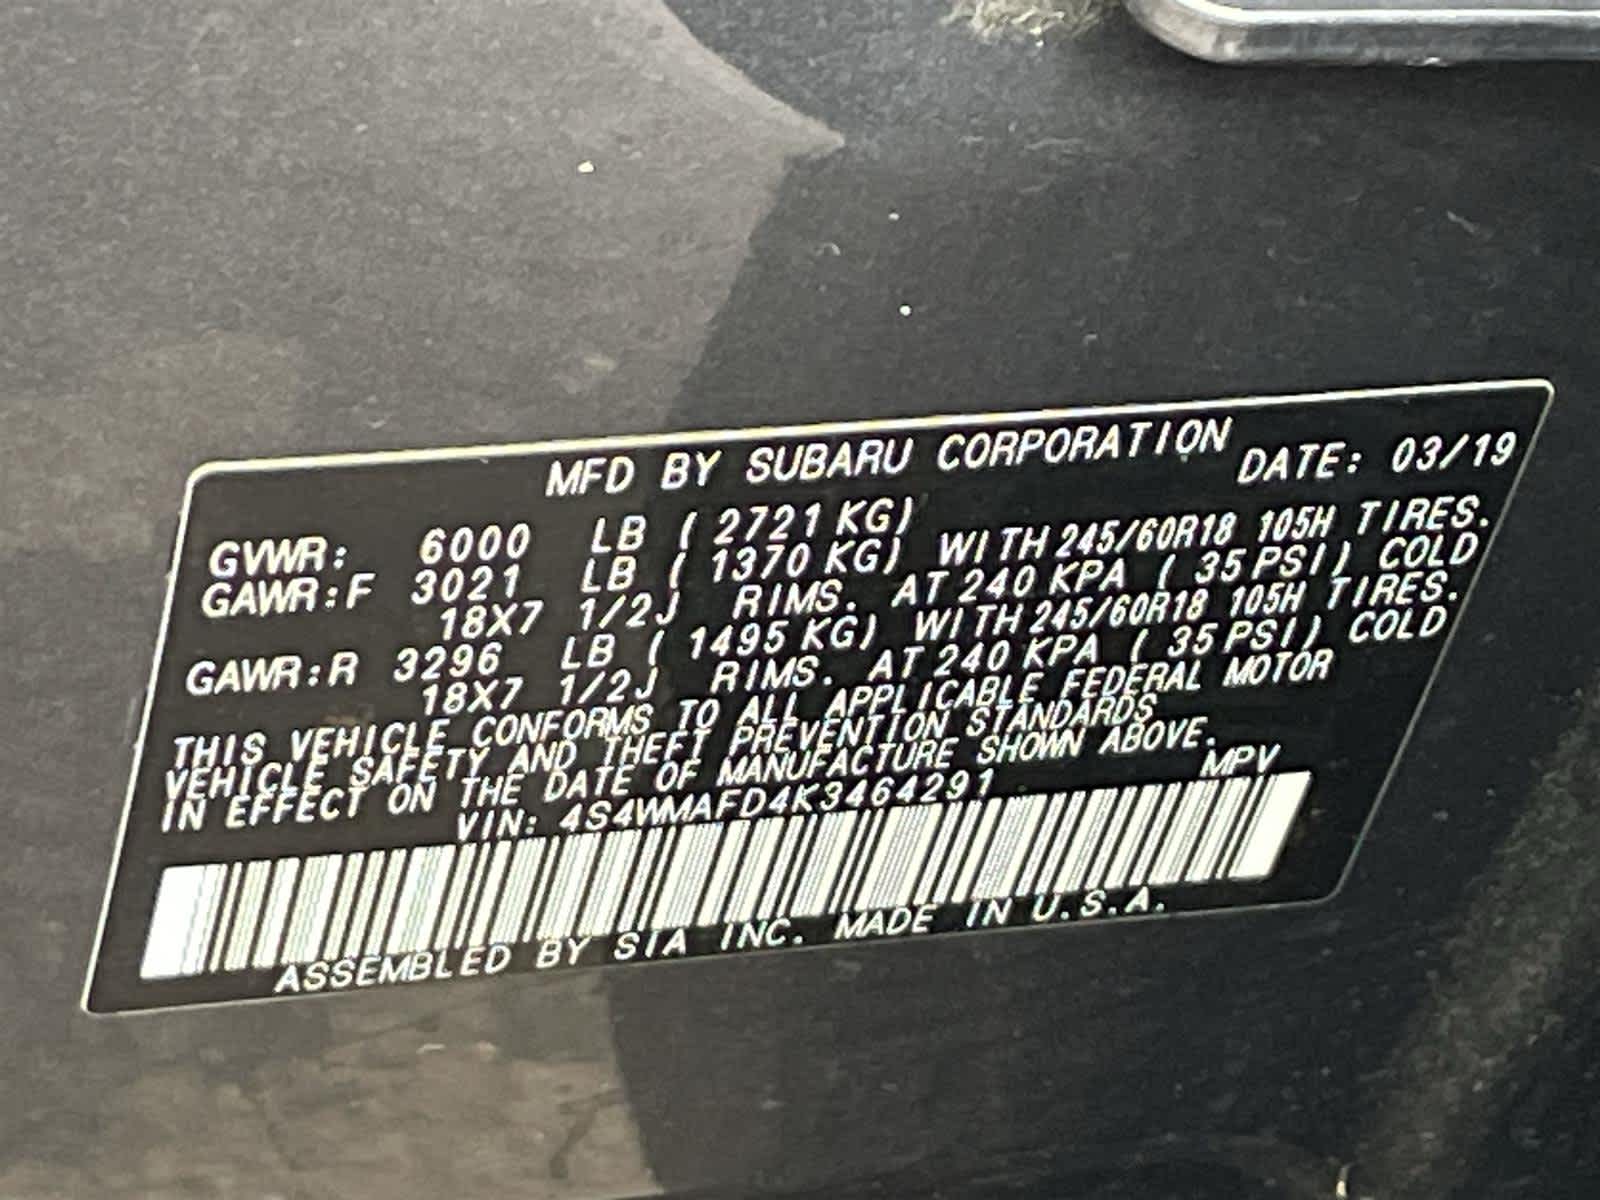 MFD BY SUBARU CORPORATION DATE: 03/19
GVWR: 6000 LB ( 2721 KG)
GAWR:F 3021 LB ( 1370 KG) WITH 245/60R18 105H TIRES.
18X7 1/2J RIMS. AT 240 KPA ( 35 PSI) COLD
GAWR:R 3296 LB ( 1495 KG) WITH 245/60R18 105H TIRES.
18X7 1/2J RIMS. AT 240 KPA ( 35 PSI) COLD
THIS VEHICLE CONFORMS TO ALL APPLICABLE FEDERAL MOTOR
VEHICLE SAFETY AND THEFT PREVENTION STANDARDS
IN EFFECT ON THE DATE OF MANUFACTURE SHOWN ABOVE.
VIN: 4S4WMAFD4K3464291 MPV
ASSEMBLED BY SIA INC. MADE IN U.S.A.